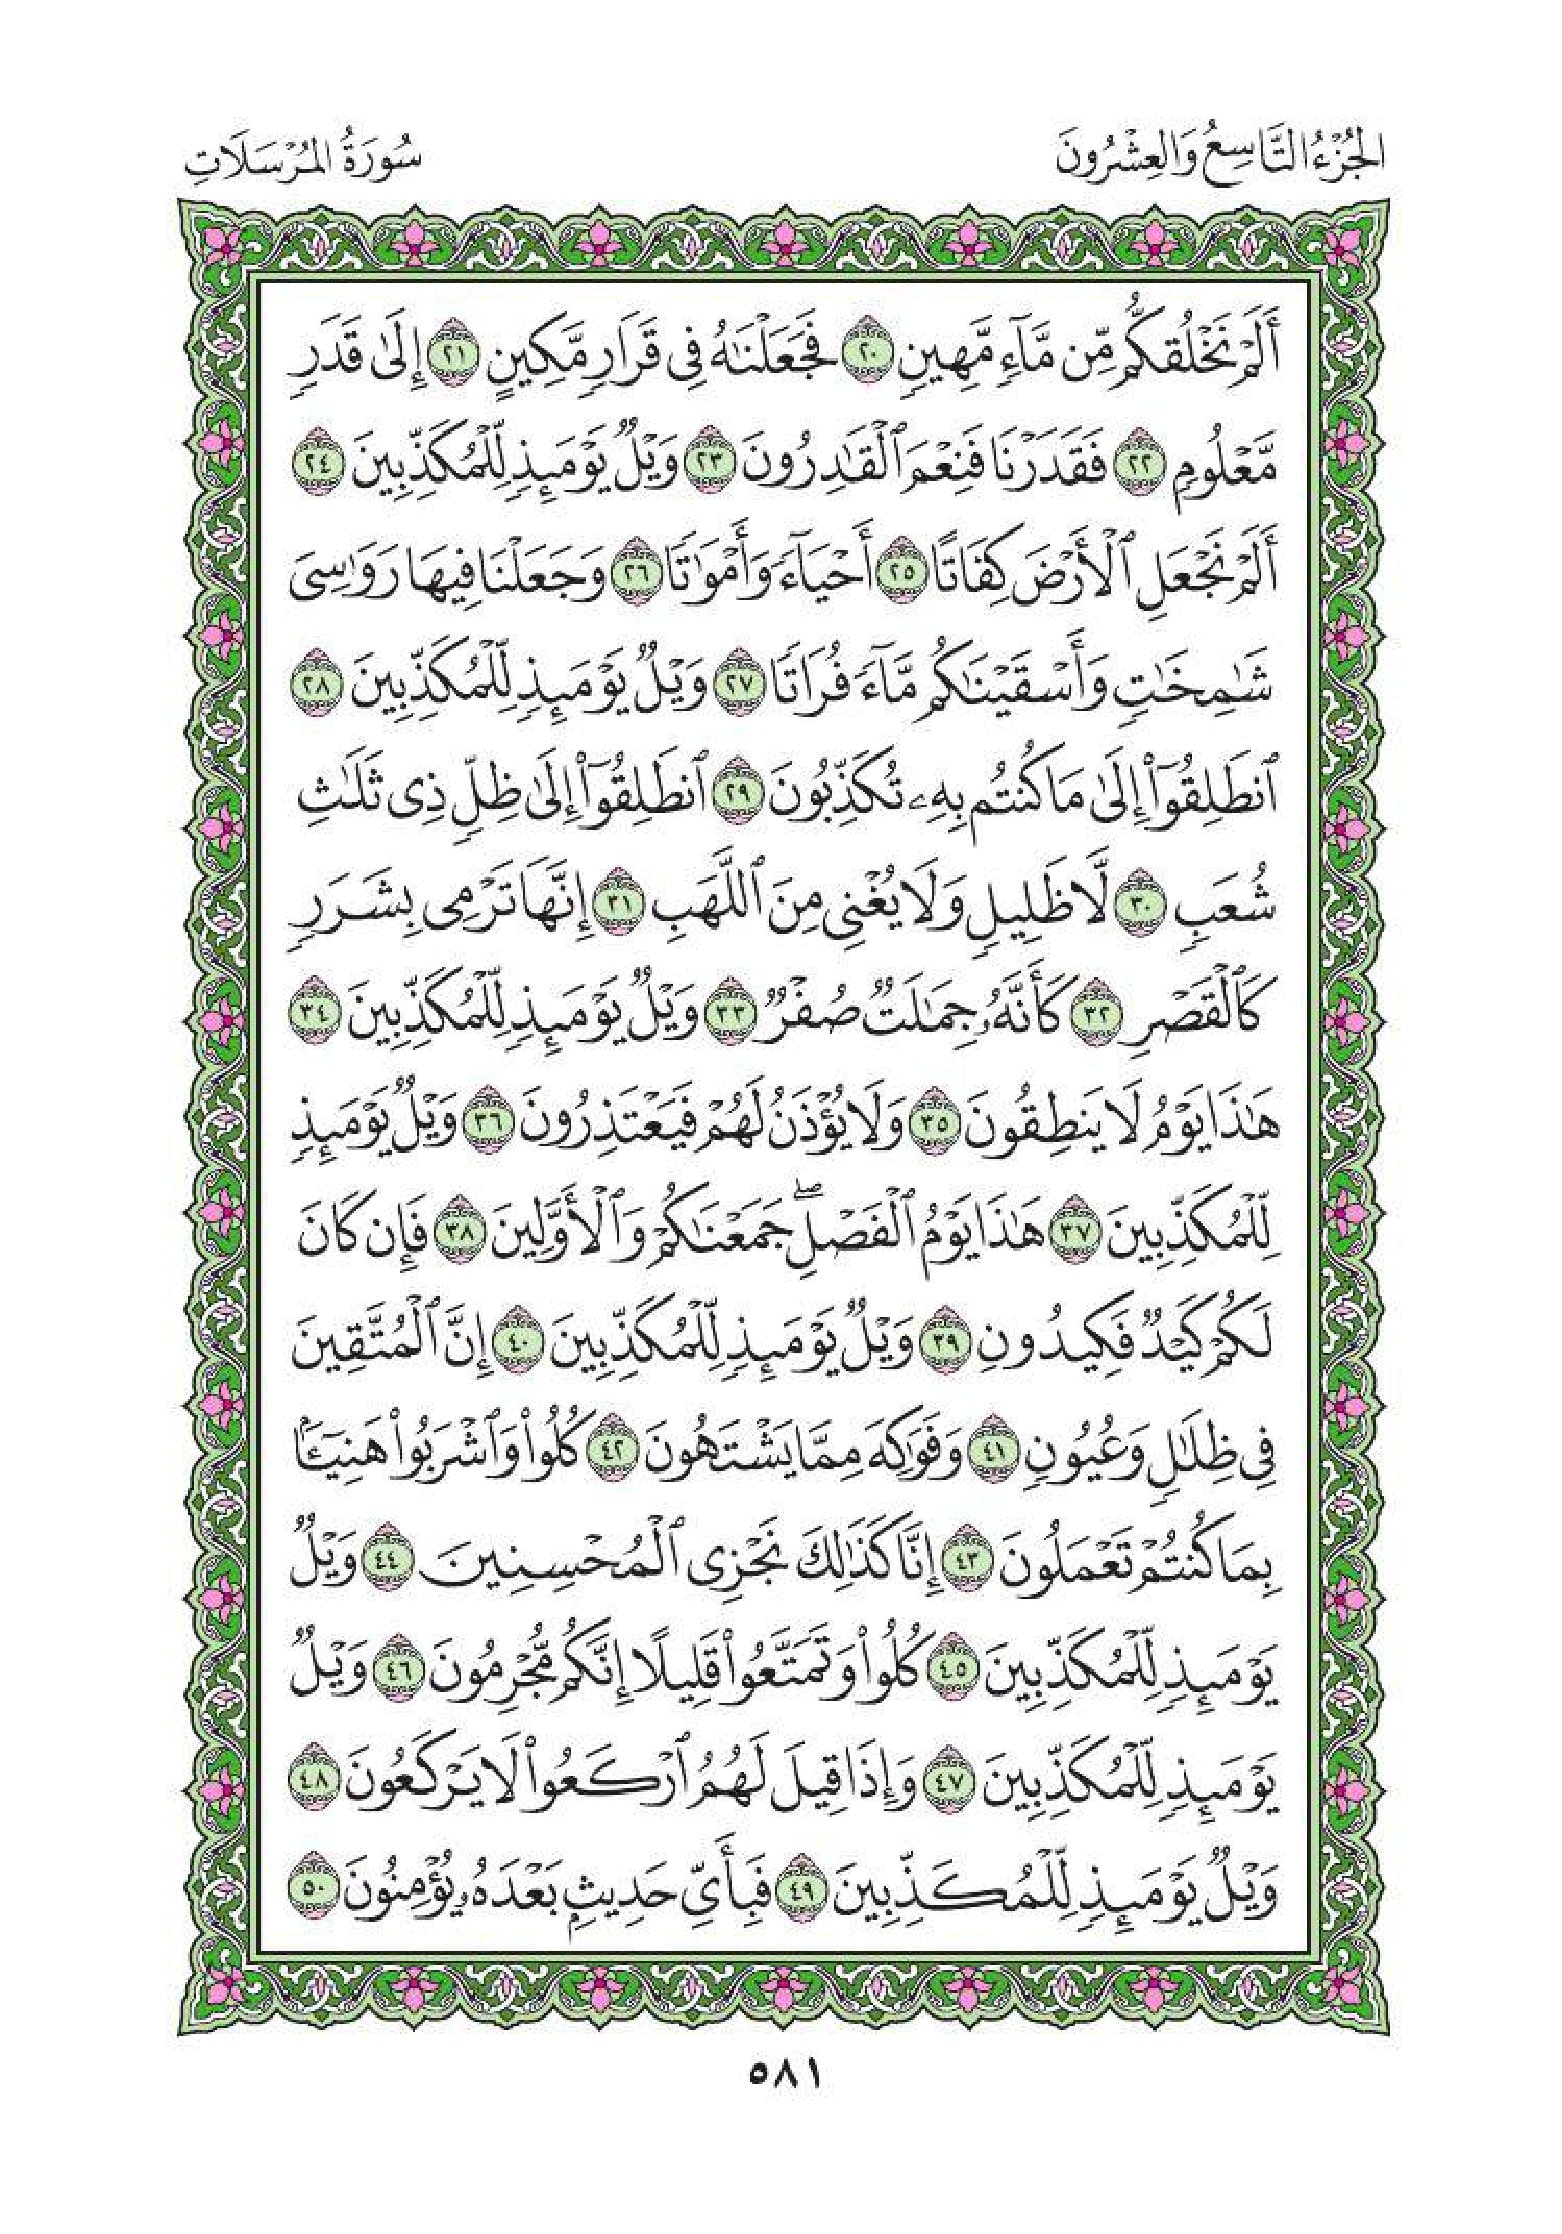 الجُزْءُ التَّاسِعُ وَالعِشْرُونَ
سُورَةُ المُرْسَلَاتِ
أَلَمْ نَخْلُقكُّم مِّن مَّآءٍ مَّهِينٍ ٢٠ فَجَعَلْنَٰهُ فِى قَرَارٍ مَّكِينٍ ٢١ إِلَىٰ قَدَرٍ
مَّعْلُومٍ ٢٢ فَقَدَرْنَا فَنِعْمَ ٱلْقَٰدِرُونَ ٢٣ وَيْلٌ يَوْمَئِذٍ لِّلْمُكَذِّبِينَ ٢٤
أَلَمْ نَجْعَلِ ٱلْأَرْضَ كِفَاتًا ٢٥ أَحْيَآءً وَأَمْوَٰتًا ٢٦ وَجَعَلْنَا فِيهَا رَوَٰسِىَ
شَٰمِخَٰتٍ وَأَسْقَيْنَٰكُم مَّآءً فُرَاتًا ٢٧ وَيْلٌ يَوْمَئِذٍ لِّلْمُكَذِّبِينَ ٢٨
ٱنطَلِقُوٓا۟ إِلَىٰ مَا كُنتُم بِهِۦ تُكَذِّبُونَ ٢٩ ٱنطَلِقُوٓا۟ إِلَىٰ ظِلٍّ ذِى ثَلَٰثِ
شُعَبٍ ٣٠ لَّا ظَلِيلٍ وَلَا يُغْنِى مِنَ ٱللَّهَبِ ٣١ إِنَّهَا تَرْمِى بِشَرَرٍ
كَٱلْقَصْرِ ٣٢ كَأَنَّهُۥ جِمَٰلَتٌ صُفْرٌ ٣٣ وَيْلٌ يَوْمَئِذٍ لِّلْمُكَذِّبِينَ ٣٤
هَٰذَا يَوْمُ لَا يَنطِقُونَ ٣٥ وَلَا يُؤْذَنُ لَهُمْ فَيَعْتَذِرُونَ ٣٦ وَيْلٌ يَوْمَئِذٍ
لِّلْمُكَذِّبِينَ ٣٧ هَٰذَا يَوْمُ ٱلْفَصْلِ ۖ جَمَعْنَٰكُمْ وَٱلْأَوَّلِينَ ٣٨ فَإِن كَانَ
لَكُمْ كَيْدٌ فَكِيدُونِ ٣٩ وَيْلٌ يَوْمَئِذٍ لِّلْمُكَذِّبِينَ ٤٠ إِنَّ ٱلْمُتَّقِينَ
فِى ظِلَٰلٍ وَعُيُونٍ ٤١ وَفَوَٰكِهَ مِمَّا يَشْتَهُونَ ٤٢ كُلُوا۟ وَٱشْرَبُوا۟ هَنِيٓـًٔۢا
بِمَا كُنتُمْ تَعْمَلُونَ ٤٣ إِنَّا كَذَٰلِكَ نَجْزِى ٱلْمُحْسِنِينَ ٤٤ وَيْلٌ
يَوْمَئِذٍ لِّلْمُكَذِّبِينَ ٤٥ كُلُوا۟ وَتَمَتَّعُوا۟ قَلِيلًا إِنَّكُم مُّجْرِمُونَ ٤٦ وَيْلٌ
يَوْمَئِذٍ لِّلْمُكَذِّبِينَ ٤٧ وَإِذَا قِيلَ لَهُمُ ٱرْكَعُوا۟ لَا يَرْكَعُونَ ٤٨
وَيْلٌ يَوْمَئِذٍ لِّلْمُكَذِّبِينَ ٤٩ فَبِأَىِّ حَدِيثٍۭ بَعْدَهُۥ يُؤْمِنُونَ ٥٠
٥٨١